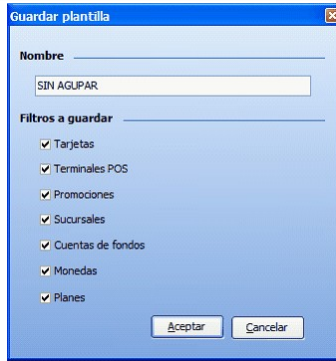 Guardar plantilla
Nombre
SIN AGUPAR
Filtros a guardar
Tarjetas
Terminales POS
Promociones
Sucursales
Cuentas de fondos
Monedas
Planes
Aceptar Cancelar